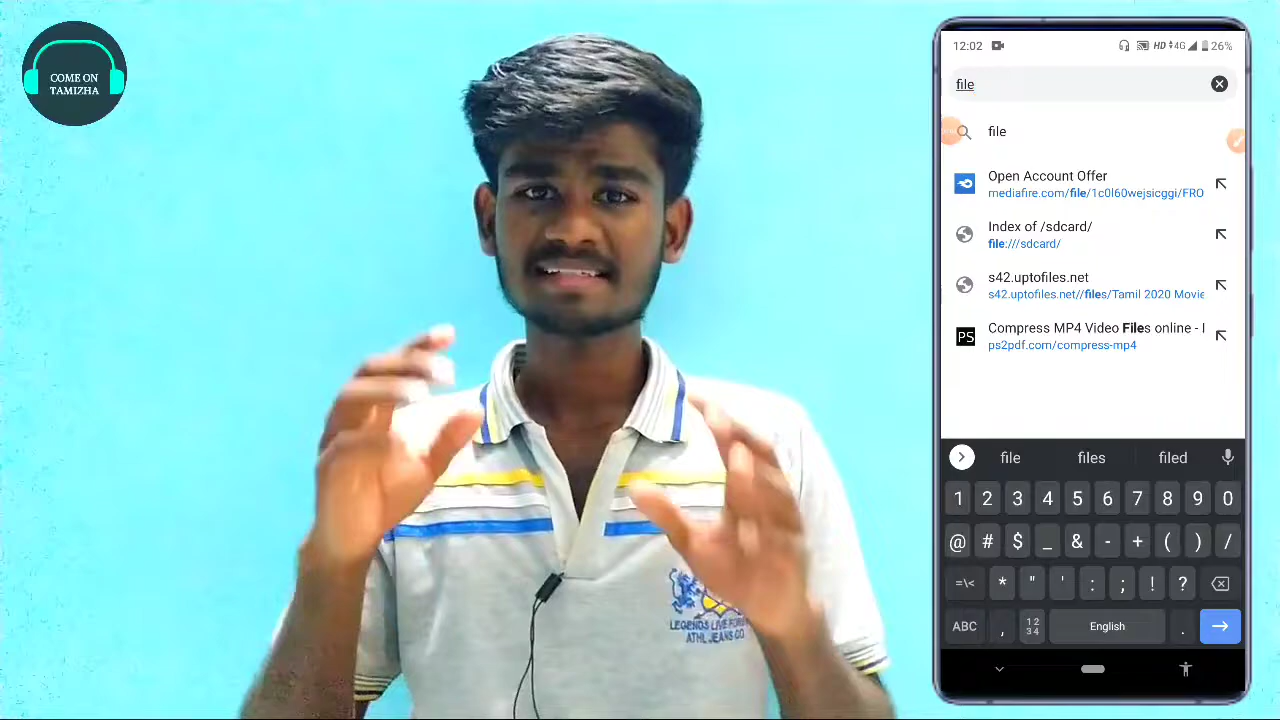 COME ON
TAMIZHA
12:02
HD 4G 26%
file
file
Open Account Offer
mediafire.com/file/1c0l60wejsicggi/FRO
Index of /sdcard/
file:///sdcard/
s42.uptofiles.net
s42.uptofiles.net//files/Tamil 2020 Movie
PS
Compress MP4 Video Files online -
ps2pdf.com/compress-mp4
file files filed
1 2 3 4 5 6 7 8 9 0
@ # $ _ & - + ( ) /
=\< * " ' : ; ! ?
ABC , 12 34 English .
LEGENDS LIVE
ATHL JEANS CO